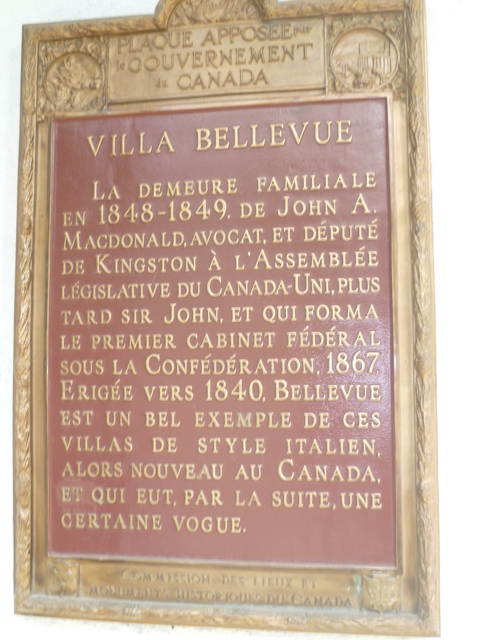 PLAQUE APPOSÉE par
le GOUVERNEMENT
du CANADA
VILLA BELLEVUE
LA DEMEURE FAMILIALE
EN 1848-1849, DE JOHN A.
MACDONALD, AVOCAT, ET DÉPUTÉ
DE KINGSTON À L'ASSEMBLÉE
LÉGISLATIVE DU CANADA-UNI, PLUS
TARD SIR JOHN, ET QUI FORMA
LE PREMIER CABINET FÉDÉRAL
SOUS LA CONFÉDÉRATION, 1867.
ERIGÉE VERS 1840, BELLEVUE
EST UN BEL EXEMPLE DE CES
VILLAS DE STYLE ITALIEN,
ALORS NOUVEAU AU CANADA,
ET QUI EUT, PAR LA SUITE, UNE
CERTAINE VOGUE.
COMMISSION DES LIEUX ET
MONUMENTS HISTORIQUES DU CANADA